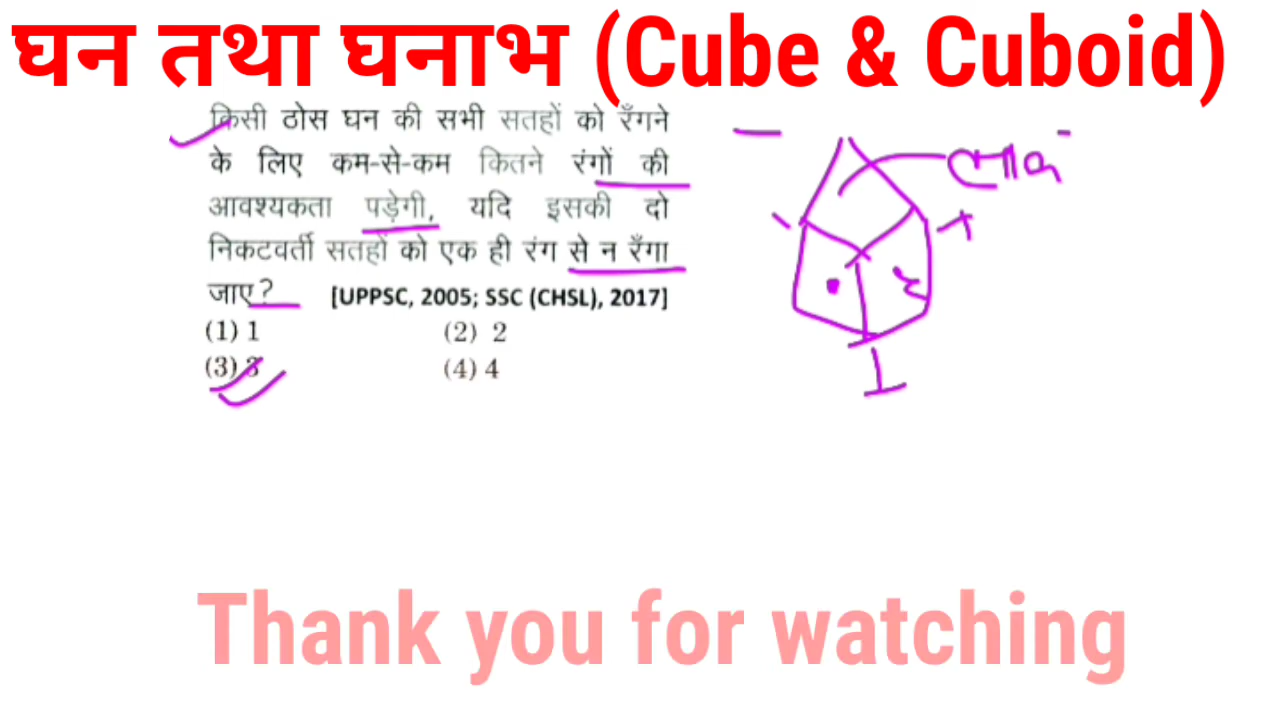 घन तथा घनाभ (Cube & Cuboid)
किसी ठोस घन की सभी सतहों को रँगने
के लिए कम-से-कम कितने रंगों की
आवश्यकता पड़ेगी, यदि इसकी दो
निकटवर्ती सतहों को एक ही रंग से न रँगा
जाए? [UPPSC, 2005; SSC (CHSL), 2017]
(1) 1 (2) 2
(3) 3 (4) 4
Thank you for watching